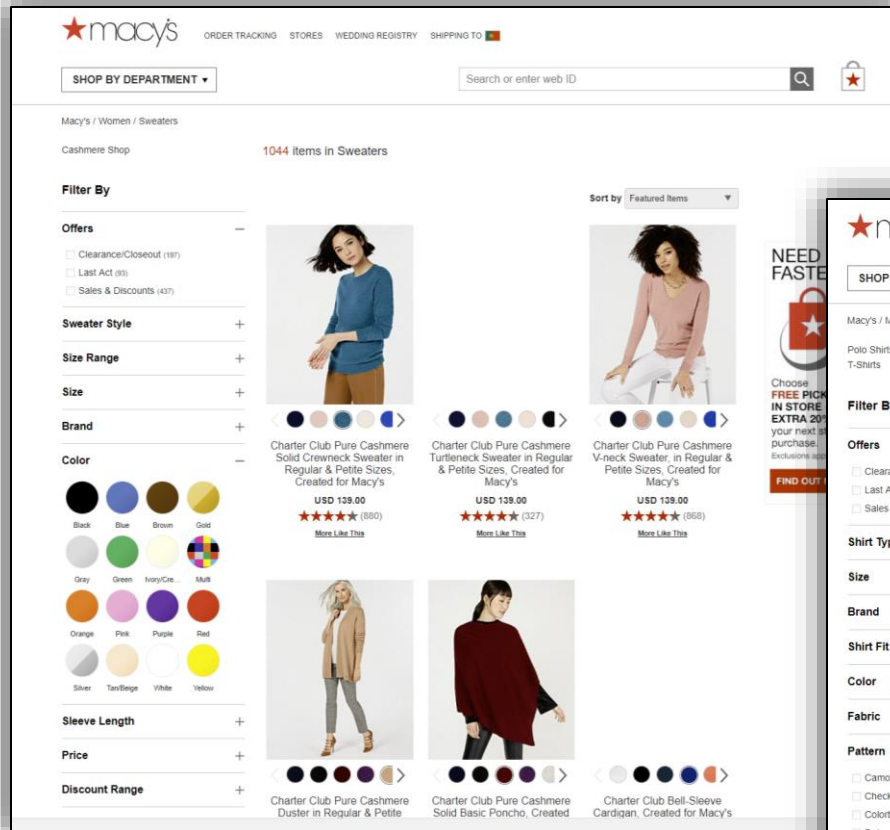 macy's
ORDER TRACKING STORES WEDDING REGISTRY SHIPPING TO
SHOP BY DEPARTMENT
Search or enter web ID
Macy's / Women / Sweaters
Cashmere Shop
1044 items in Sweaters
Filter By
Sort by Featured Items
Offers
Clearance/Closeout (197)
Last Act (93)
Sales & Discounts (437)
Sweater Style
Size Range
Size
Brand
Color
Black Blue Brown Gold
Gray Green Ivory/Cre... Multi
Orange Pink Purple Red
Silver Tan/Beige White Yellow
Sleeve Length
Price
Discount Range
Charter Club Pure Cashmere
Solid Crewneck Sweater in
Regular & Petite Sizes,
Created for Macy's
USD 139.00
(880)
More Like This
Charter Club Pure Cashmere
Turtleneck Sweater in Regular
& Petite Sizes, Created for
Macy's
USD 139.00
(327)
More Like This
Charter Club Pure Cashmere
V-neck Sweater, in Regular &
Petite Sizes, Created for
Macy's
USD 139.00
(868)
More Like This
Charter Club Pure Cashmere
Duster in Regular & Petite
Charter Club Pure Cashmere
Solid Basic Poncho, Created
Charter Club Bell-Sleeve
Cardigan, Created for Macy's
NEED
FASTE
Choose
FREE PICK
IN STORE
EXTRA 20
your next
purchase.
Exclusions
FIND OUT
SHOP
Macy's /
Polo Shirt
T-Shirts
Filter B
Offers
Clear
Last A
Sales
Shirt Typ
Size
Brand
Shirt Fit
Color
Fabric
Pattern
Camo
Check
Color